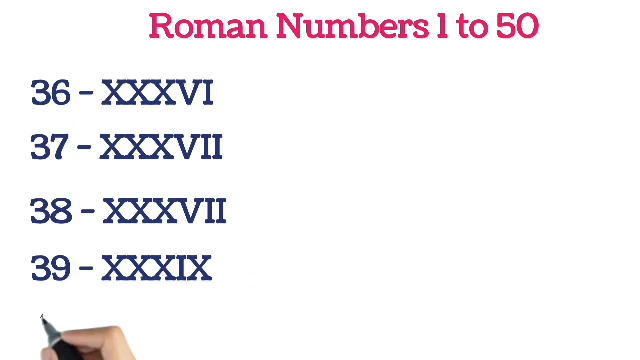 Roman Numbers 1 to 50
36 - XXXVI
37 - XXXVII
38 - XXXVII
39 - XXXIX